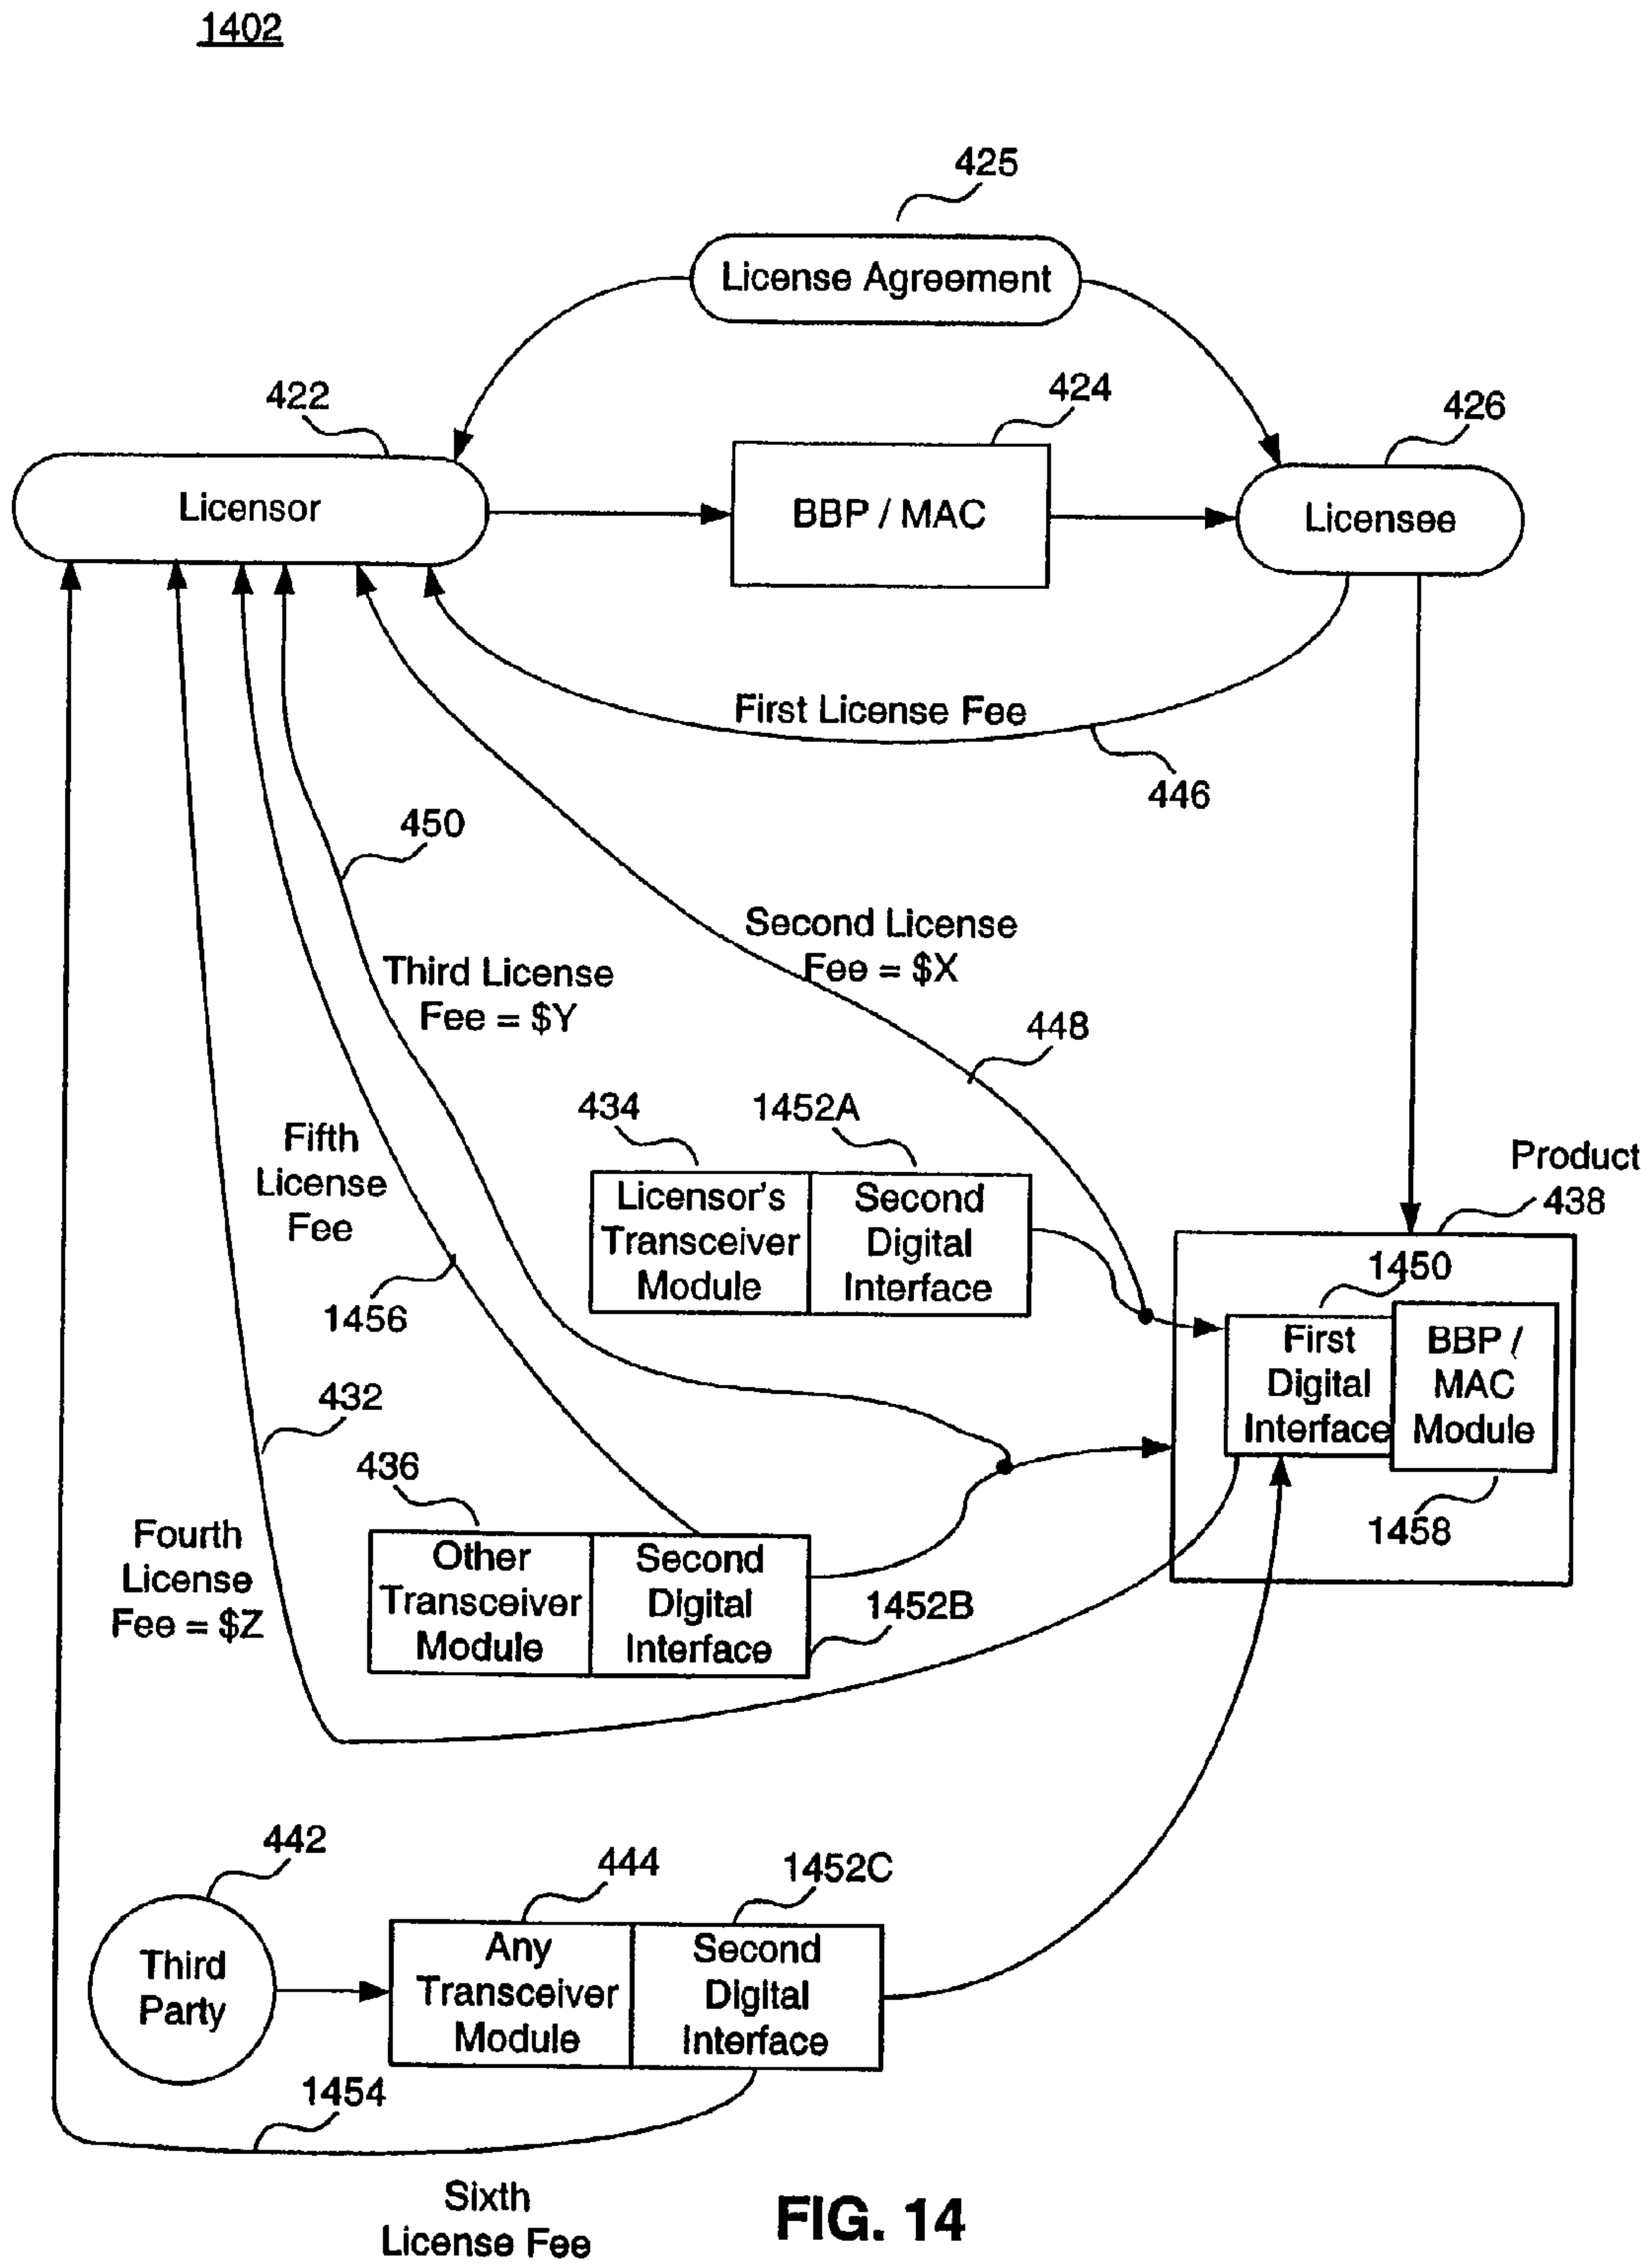 1402
425
License Agreement
422
424
426
Licensor
BBP / MAC
Licensee
First License Fee
446
450
Second License
Fee = $X
Third License
Fee = $Y
448
434
1452A
Fifth
License
Fee
Licensor's
Transceiver
Module
Second
Digital
Interface
Product
438
1450
1456
First
Digital
Interface
BBP /
MAC
Module
432
436
1458
Fourth
License
Fee = $Z
Other
Transceiver
Module
Second
Digital
Interface
1452B
442
444
1452C
Third
Party
Any
Transceiver
Module
Second
Digital
Interface
1454
Sixth
License Fee
FIG. 14